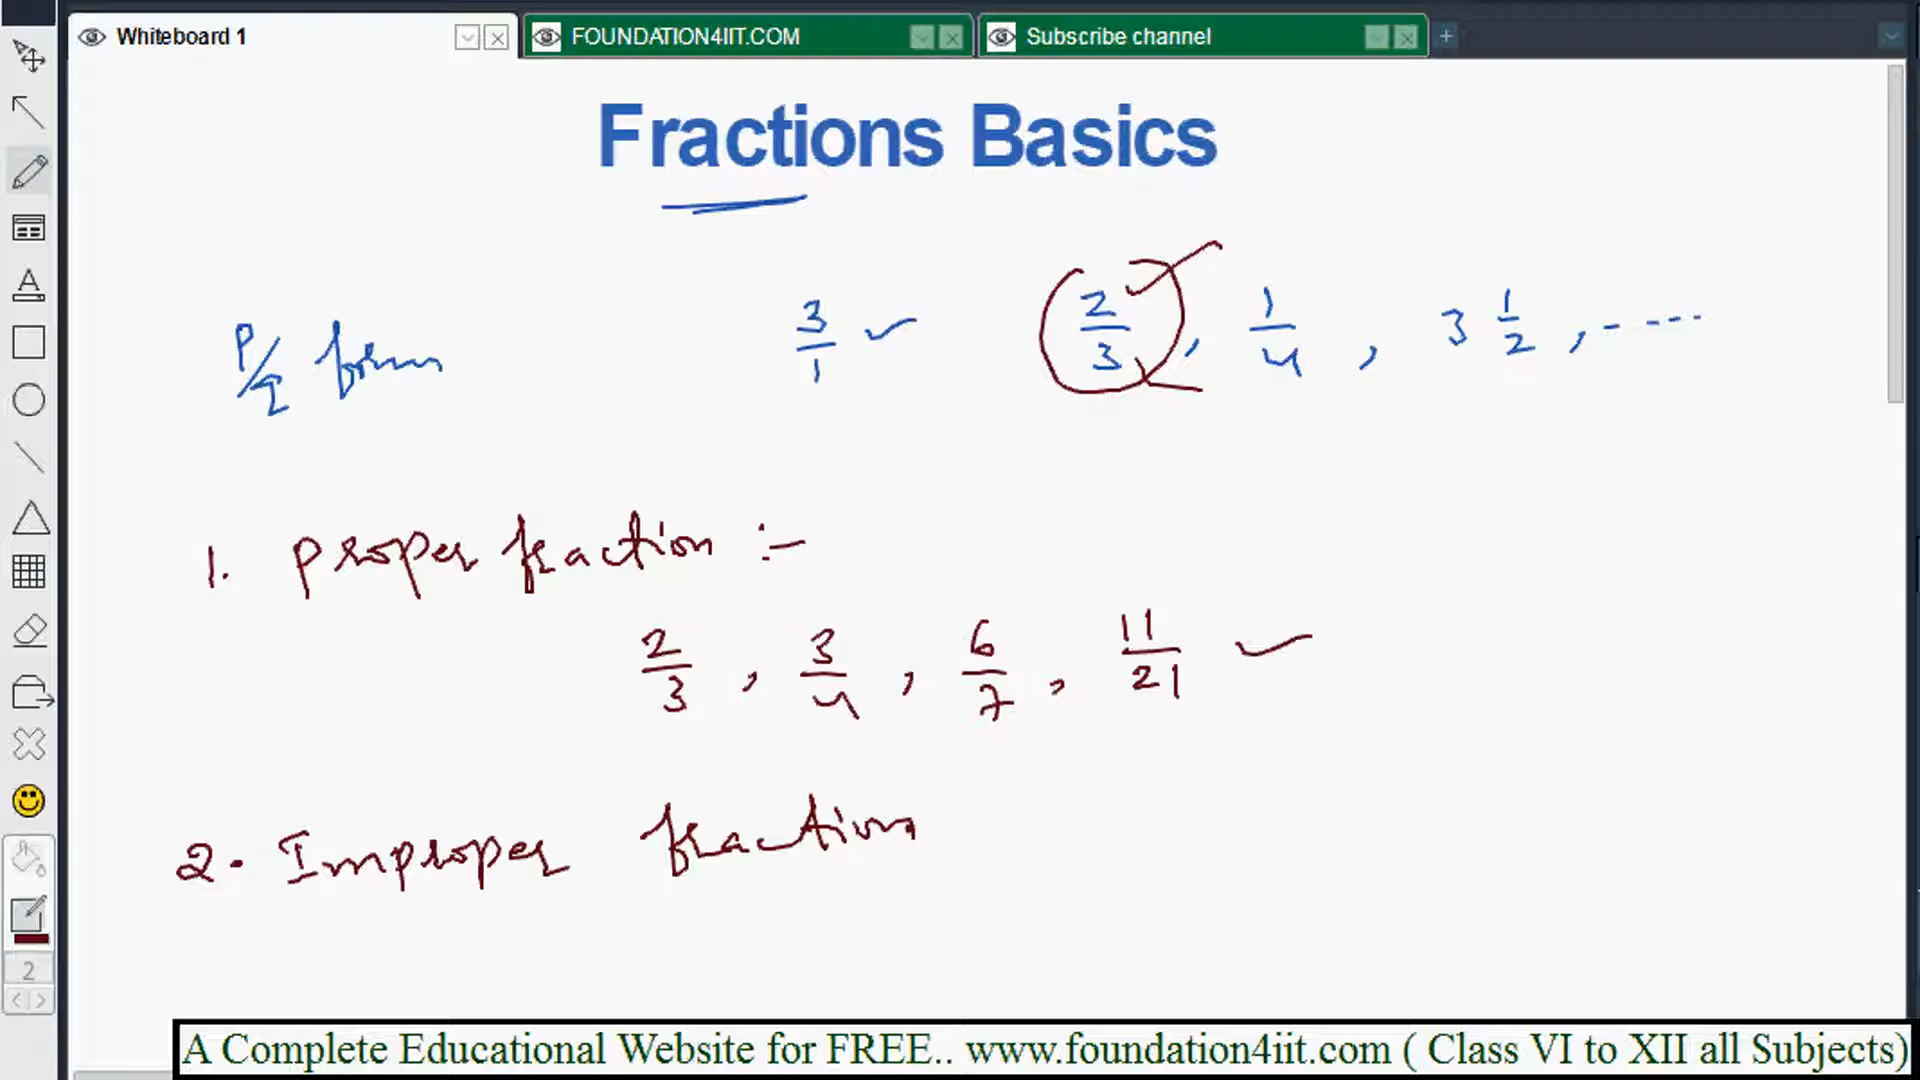 Whiteboard 1 FOUNDATION4IIT.COM Subscribe channel
Fractions Basics
P/q form 3/1 2/3, 1/4, 3 1/2, - ----
1. Proper fraction :-
2/3, 3/4, 6/7, 11/21
2. Improper fraction
2
A Complete Educational Website for FREE.. www.foundation4iit.com ( Class VI to XII all Subjects)